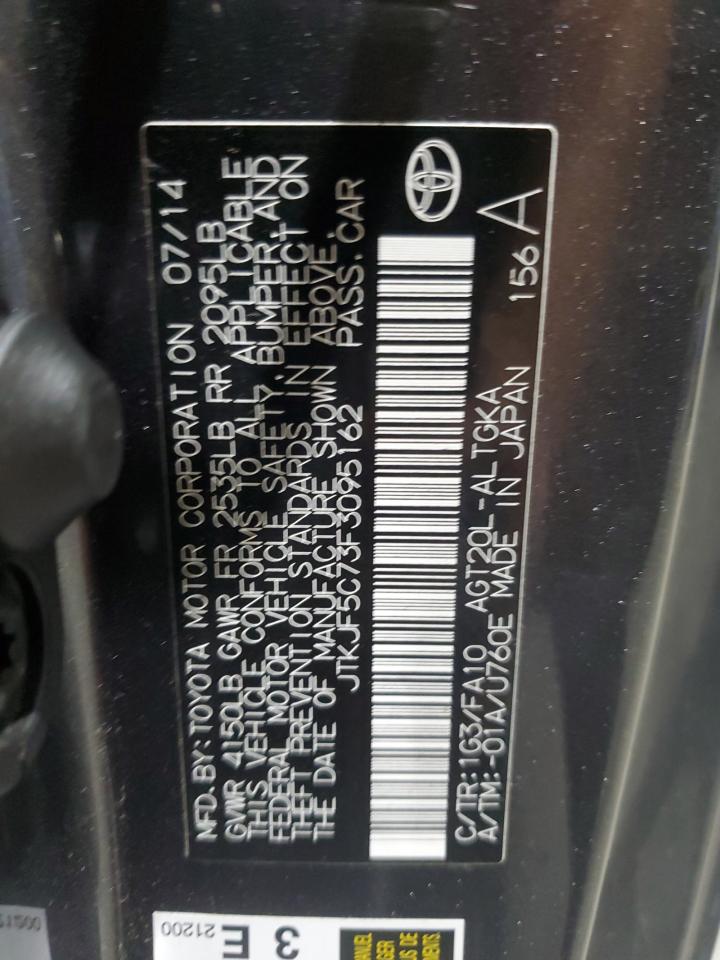 MFD. BY: TOYOTA MOTOR CORPORATION 07/14
GVWR 4150LB GAWR FR 2535LB RR 2095LB
THIS VEHICLE CONFORMS TO ALL APPLICABLE
FEDERAL MOTOR VEHICLE SAFETY, BUMPER, AND
THEFT PREVENTION STANDARDS IN EFFECT ON
THE DATE OF MANUFACTURE SHOWN ABOVE.
JTKJF5C73F3095162 PASS. CAR
C/TR: 1G3/FA10 AGT20L-ALTGKA
A/TM: -01A/U760E MADE IN JAPAN 156 A
21200
3 E